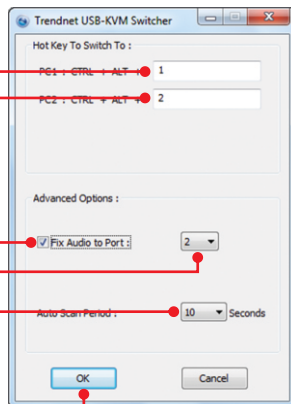 Trendnet USB-KVM Switcher
Hot Key To Switch To :
PC1 : CTRL + ALT + 1
PC2 : CTRL + ALT + 2
Advanced Options :
Fix Audio to Port : 2
Auto Scan Period : 10 Seconds
OK Cancel